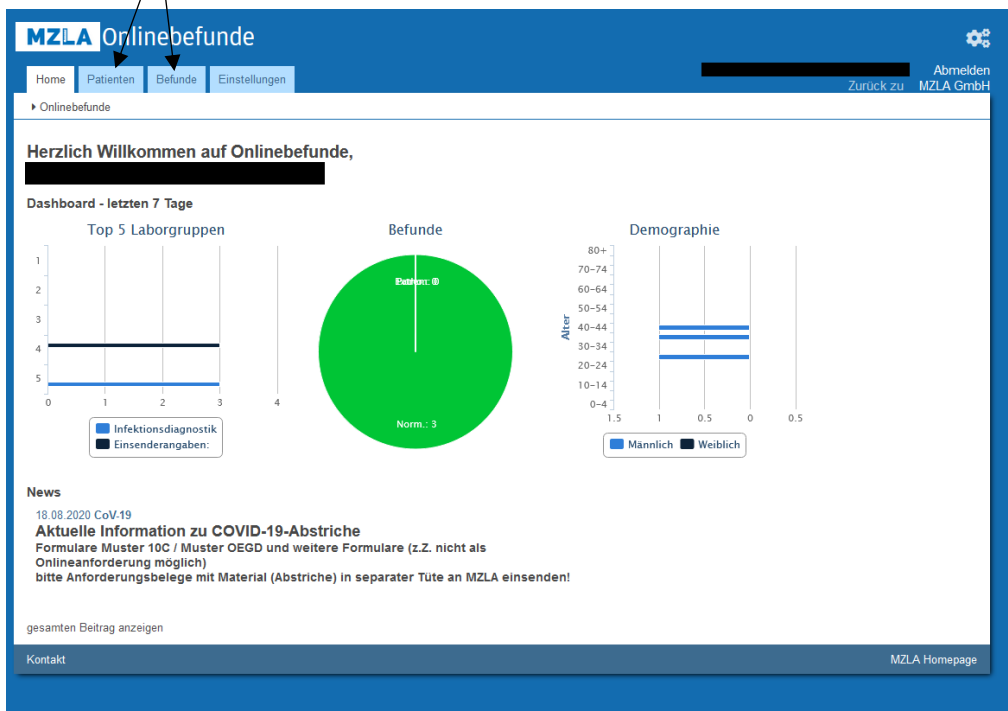 MZLA Onlinebefunde
Home Patienten Befunde Einstellungen
Abmelden
Zurück zu MZLA GmbH
Onlinebefunde
Herzlich Willkommen auf Onlinebefunde,
Dashboard - letzten 7 Tage
Top 5 Laborgruppen
1
2
3
4
5
0 1 2 3 4
Infektionsdiagnostik
Einsenderangaben:
Befunde
Norm.: 3
Demographie
Alter
80+
70-74
60-64
50-54
40-44
30-34
20-24
10-14
0-4
1.5 1 0.5 0 0.5
Männlich Weiblich
News
18.08.2020 CoV-19
Aktuelle Information zu COVID-19-Abstriche
Formulare Muster 10C / Muster OEGD und weitere Formulare (z.Z. nicht als
Onlineanforderung möglich)
bitte Anforderungsbelege mit Material (Abstriche) in separater Tüte an MZLA einsenden!
gesamten Beitrag anzeigen
Kontakt
MZLA Homepage